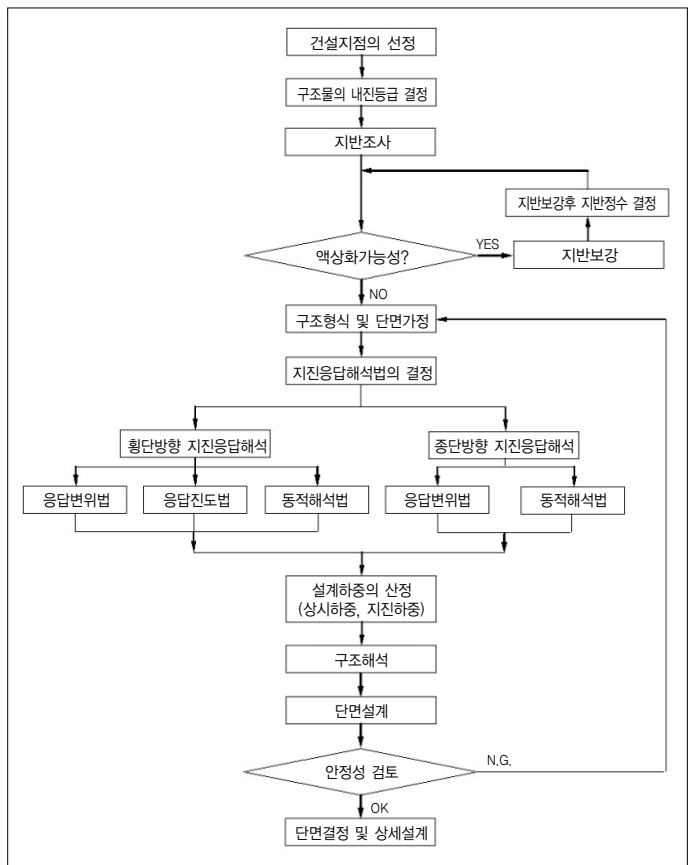 건설지점의 선정
구조물의 내진등급 결정
지반조사
지반보강후 지반정수 결정
액상화가능성?
YES
지반보강
NO
구조형식 및 단면가정
지진응답해석법의 결정
횡단방향 지진응답해석
종단방향 지진응답해석
응답변위법
응답진도법
동적해석법
응답변위법
동적해석법
설계하중의 산정
(상시하중, 지진하중)
구조해석
단면설계
안정성 검토
N.G.
OK
단면결정 및 상세설계